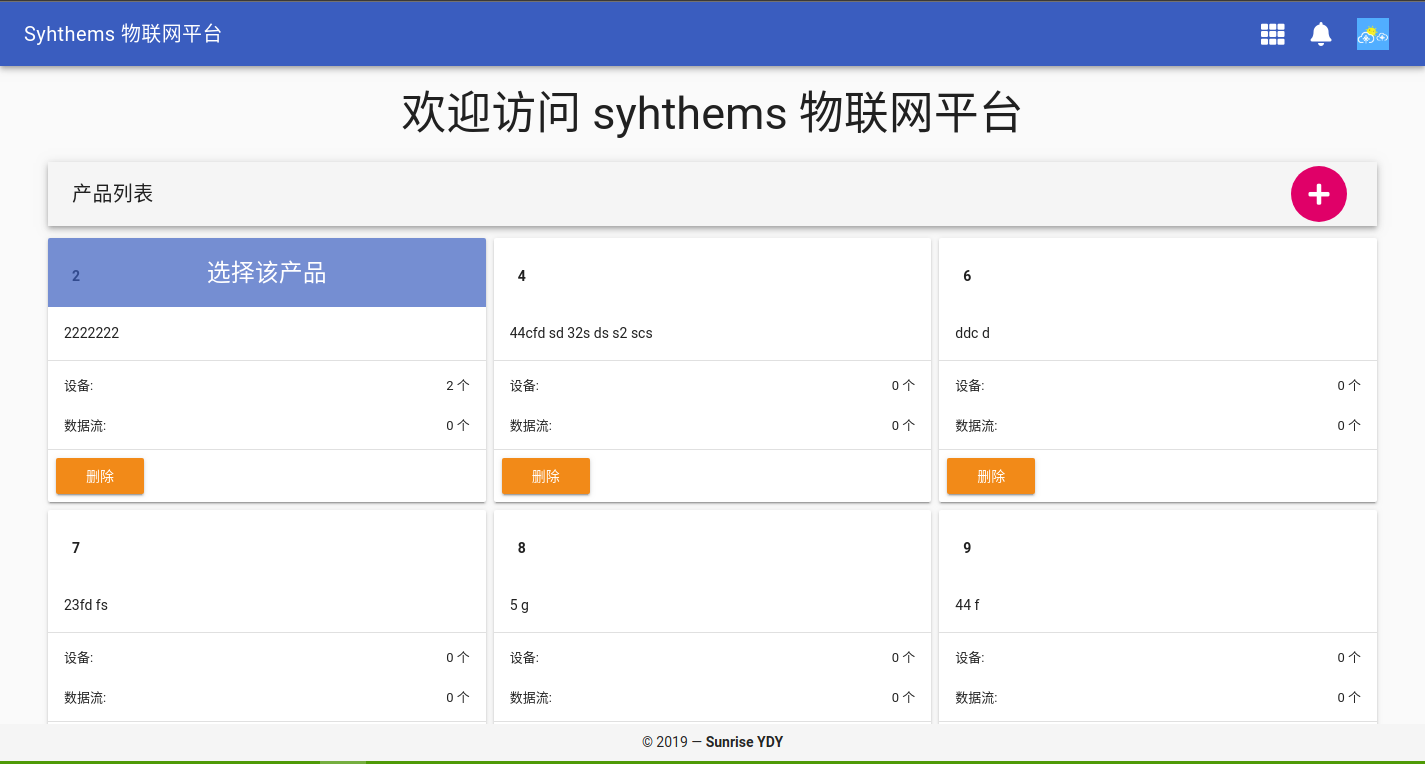 Syhthems 物联网平台
欢迎访问 syhthems 物联网平台
产品列表
2 选择该产品
2222222
设备: 2 个
数据流: 0 个
删除
4
44cfd sd 32s ds s2 scs
设备: 0 个
数据流: 0 个
删除
6
ddc d
设备: 0 个
数据流: 0 个
删除
7
23fd fs
设备: 0 个
数据流: 0 个
8
5 g
设备: 0 个
数据流: 0 个
9
44 f
设备: 0 个
数据流: 0 个
© 2019 — Sunrise YDY